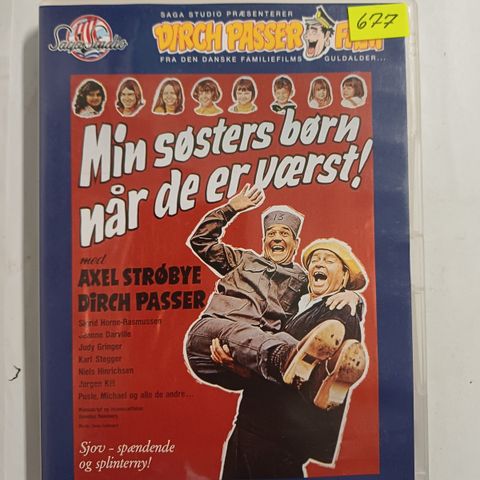 SAGA STUDIO PRÆSENTERER
Saga Studio
DIRCH PASSER
677
FRA DEN DANSKE FAMILIEFILMS GULDALDER...
Min søsters børn
når de er værst!
med
AXEL STRØBYE
DIRCH PASSER
13
Sigrid Horne-Rasmussen
Jeanne Darville
Judy Gringer
Karl Stegger
Niels Hinrichsen
Jørgen Kiil
Pusle, Michael og alle de andre...
Sjov - spændende
og splinterny!